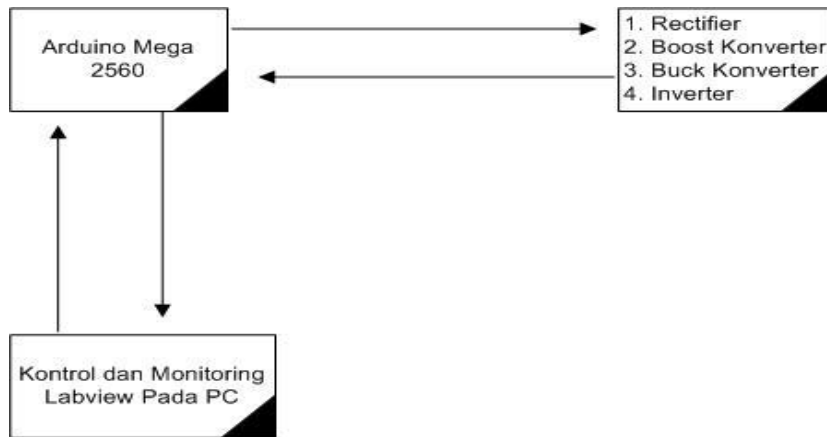 Arduino Mega
2560
1. Rectifier
2. Boost Konverter
3. Buck Konverter
4. Inverter
Kontrol dan Monitoring
Labview Pada PC